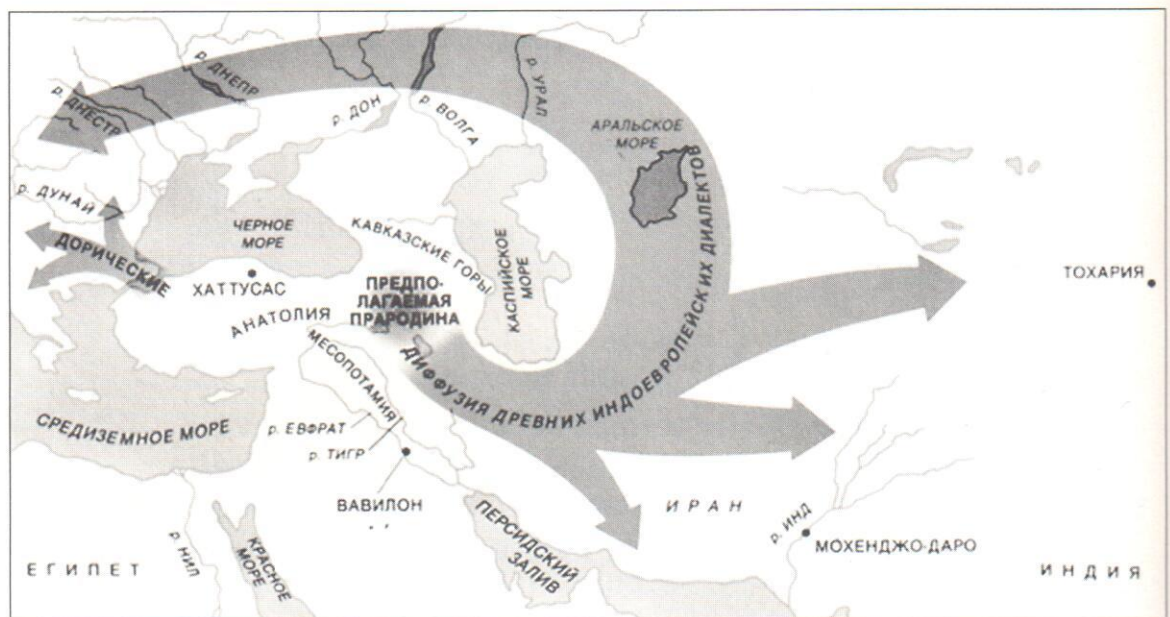 р. ДНЕПР
р. ДНЕСТР
р. ДОН
р. ВОЛГА
р. УРАЛ
АРАЛЬСКОЕ
МОРЕ
р. ДУНАЙ
ЧЕРНОЕ
МОРЕ
КАВКАЗСКИЕ ГОРЫ
КАСПИЙСКОЕ
МОРЕ
ДОРИЧЕСКИЕ
ХАТТУСАС
АНАТОЛИЯ
ПРЕДПО-
ЛАГАЕМАЯ
ПРАРОДИНА
ДИФФУЗИЯ ДРЕВНИХ ИНДОЕВРОПЕЙСКИХ ДИАЛЕКТОВ
ТОХАРИЯ
МЕСОПОТАМИЯ
СРЕДИЗЕМНОЕ МОРЕ
р. ЕВФРАТ
р. ТИГР
ВАВИЛОН
ИРАН
ПЕРСИДСКИЙ
ЗАЛИВ
р. ИНД
МОХЕНДЖО-ДАРО
ЕГИПЕТ
р. НИЛ
КРАСНОЕ
МОРЕ
ИНДИЯ